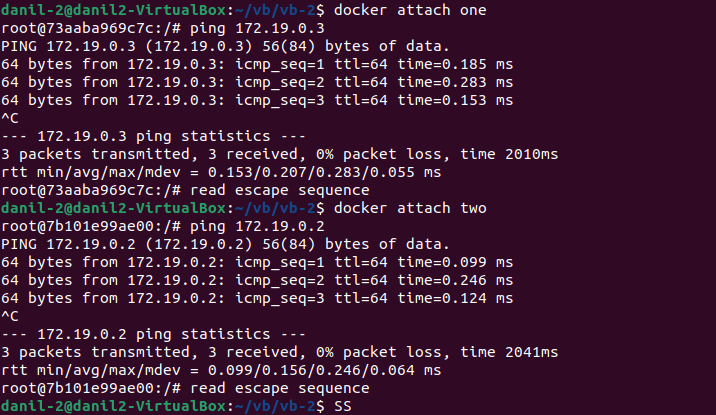 danil-2@danil2-VirtualBox:~/vb/vb-2$ docker attach one
root@73aaba969c7c:/# ping 172.19.0.3
PING 172.19.0.3 (172.19.0.3) 56(84) bytes of data.
64 bytes from 172.19.0.3: icmp_seq=1 ttl=64 time=0.185 ms
64 bytes from 172.19.0.3: icmp_seq=2 ttl=64 time=0.283 ms
64 bytes from 172.19.0.3: icmp_seq=3 ttl=64 time=0.153 ms
^C
--- 172.19.0.3 ping statistics ---
3 packets transmitted, 3 received, 0% packet loss, time 2010ms
rtt min/avg/max/mdev = 0.153/0.207/0.283/0.055 ms
root@73aaba969c7c:/# read escape sequence
danil-2@danil2-VirtualBox:~/vb/vb-2$ docker attach two
root@7b101e99ae00:/# ping 172.19.0.2
PING 172.19.0.2 (172.19.0.2) 56(84) bytes of data.
64 bytes from 172.19.0.2: icmp_seq=1 ttl=64 time=0.099 ms
64 bytes from 172.19.0.2: icmp_seq=2 ttl=64 time=0.246 ms
64 bytes from 172.19.0.2: icmp_seq=3 ttl=64 time=0.124 ms
^C
--- 172.19.0.2 ping statistics ---
3 packets transmitted, 3 received, 0% packet loss, time 2041ms
rtt min/avg/max/mdev = 0.099/0.156/0.246/0.064 ms
root@7b101e99ae00:/# read escape sequence
danil-2@danil2-VirtualBox:~/vb/vb-2$ SS